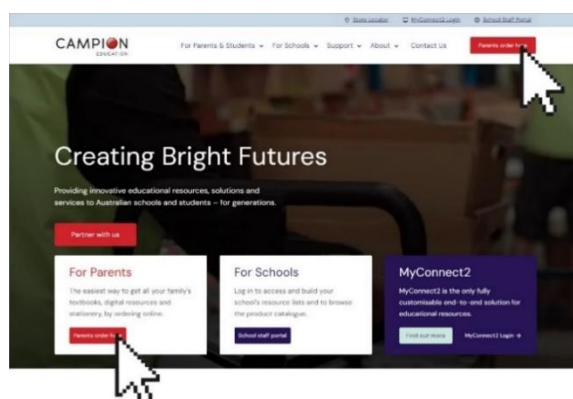 Store Locator MyConnect2 Login School Staff Portal
CAMPION
EDUCATION
For Parents & Students For Schools Support About Contact Us Parents order
Creating Bright Futures
Providing innovative educational resources, solutions and
services to Australian schools and students – for generations.
Partner with us
For Parents
The easiest way to get all your family's
textbooks, digital resources and
stationery, by ordering online.
Parents order
For Schools
Log in to access and build your
school's resource lists and to browse
the product catalogue.
School staff portal
MyConnect2
MyConnect2 is the only fully
customisable end-to-end solution for
educational resources.
Find out more MyConnect2 Login →